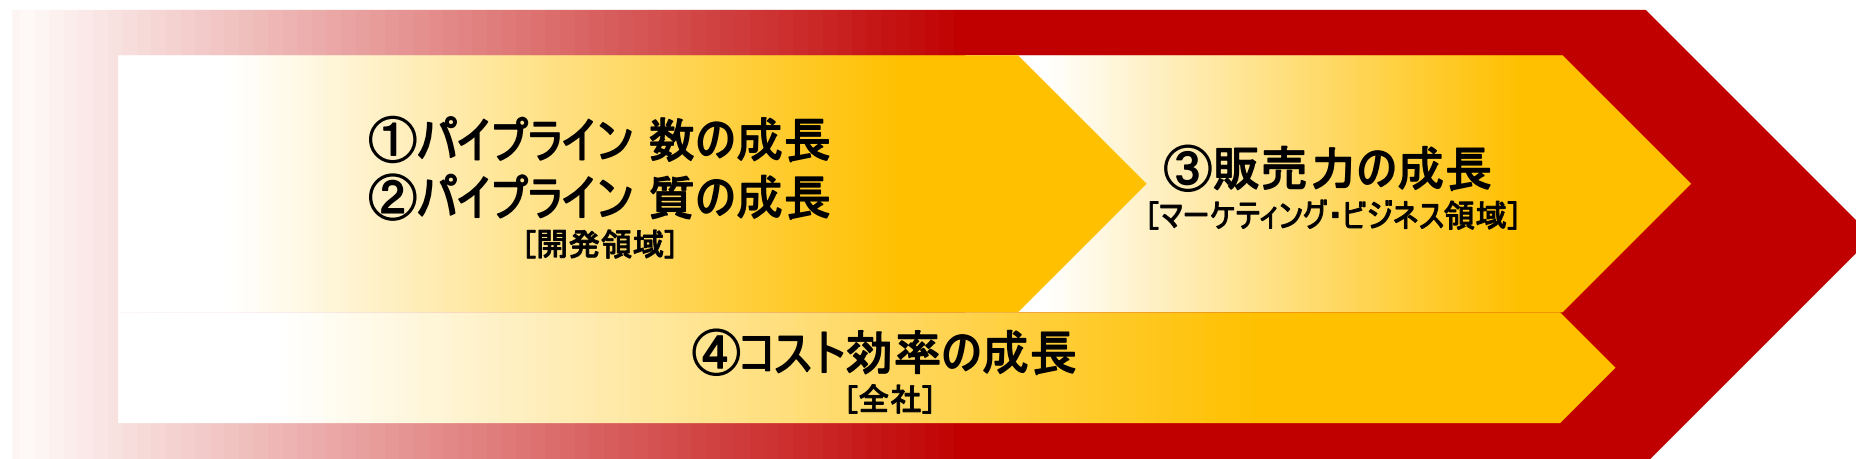 ①パイプライン 数の成長
②パイプライン 質の成長
[開発領域]
③販売力の成長
[マーケティング・ビジネス領域]
④コスト効率の成長
[全社]